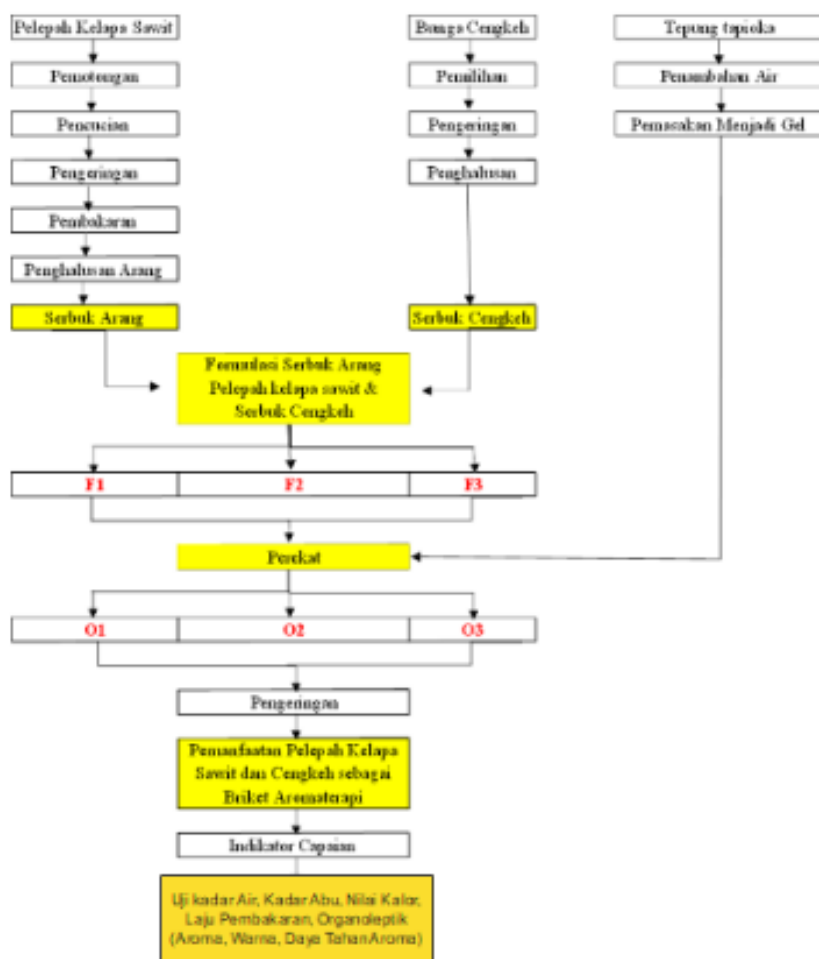 Pelepah Kelapa Sawit
Bunga Cengkeh
Tepung tapioka
Pemotongan
Pemilihan
Penambahan Air
Pencucian
Pengeringan
Pemasakan Menjadi Gel
Pengeringan
Penghalusan
Pembakaran
Penghalusan Arang
Serbuk Arang
Serbuk Cengkeh
Formulasi Serbuk Arang
Pelepah kelapa sawit &
Serbuk Cengkeh
F1
F2
F3
Perekat
O1
O2
O3
Pengeringan
Pemanfaatan Pelepah Kelapa
Sawit dan Cengkeh sebagai
Briket Aromaterapi
Indikator Capaian
Uji kadar Air, Kadar Abu, Nilai Kalor,
Laju Pembakaran, Organoleptik
(Aroma, Warna, Daya Tahan Aroma)